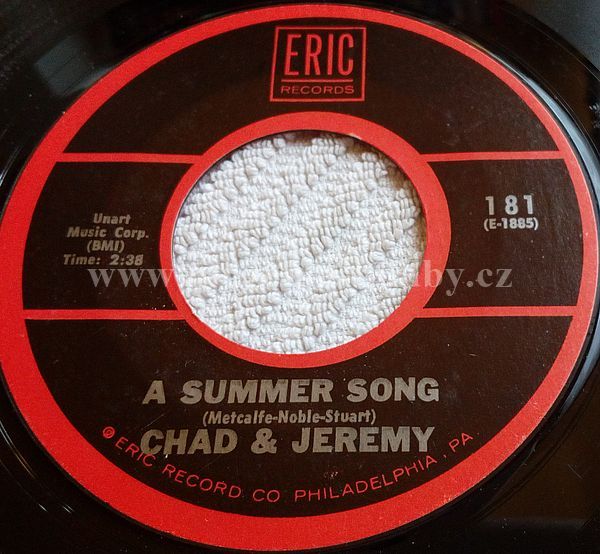 ERIC
RECORDS
Unart
Music Corp.
(BMI)
Time: 2:38
181
(E-1885)
A SUMMER SONG
(Metcalfe-Noble-Stuart)
CHAD & JEREMY
℗ ERIC RECORD CO PHILADELPHIA, PA